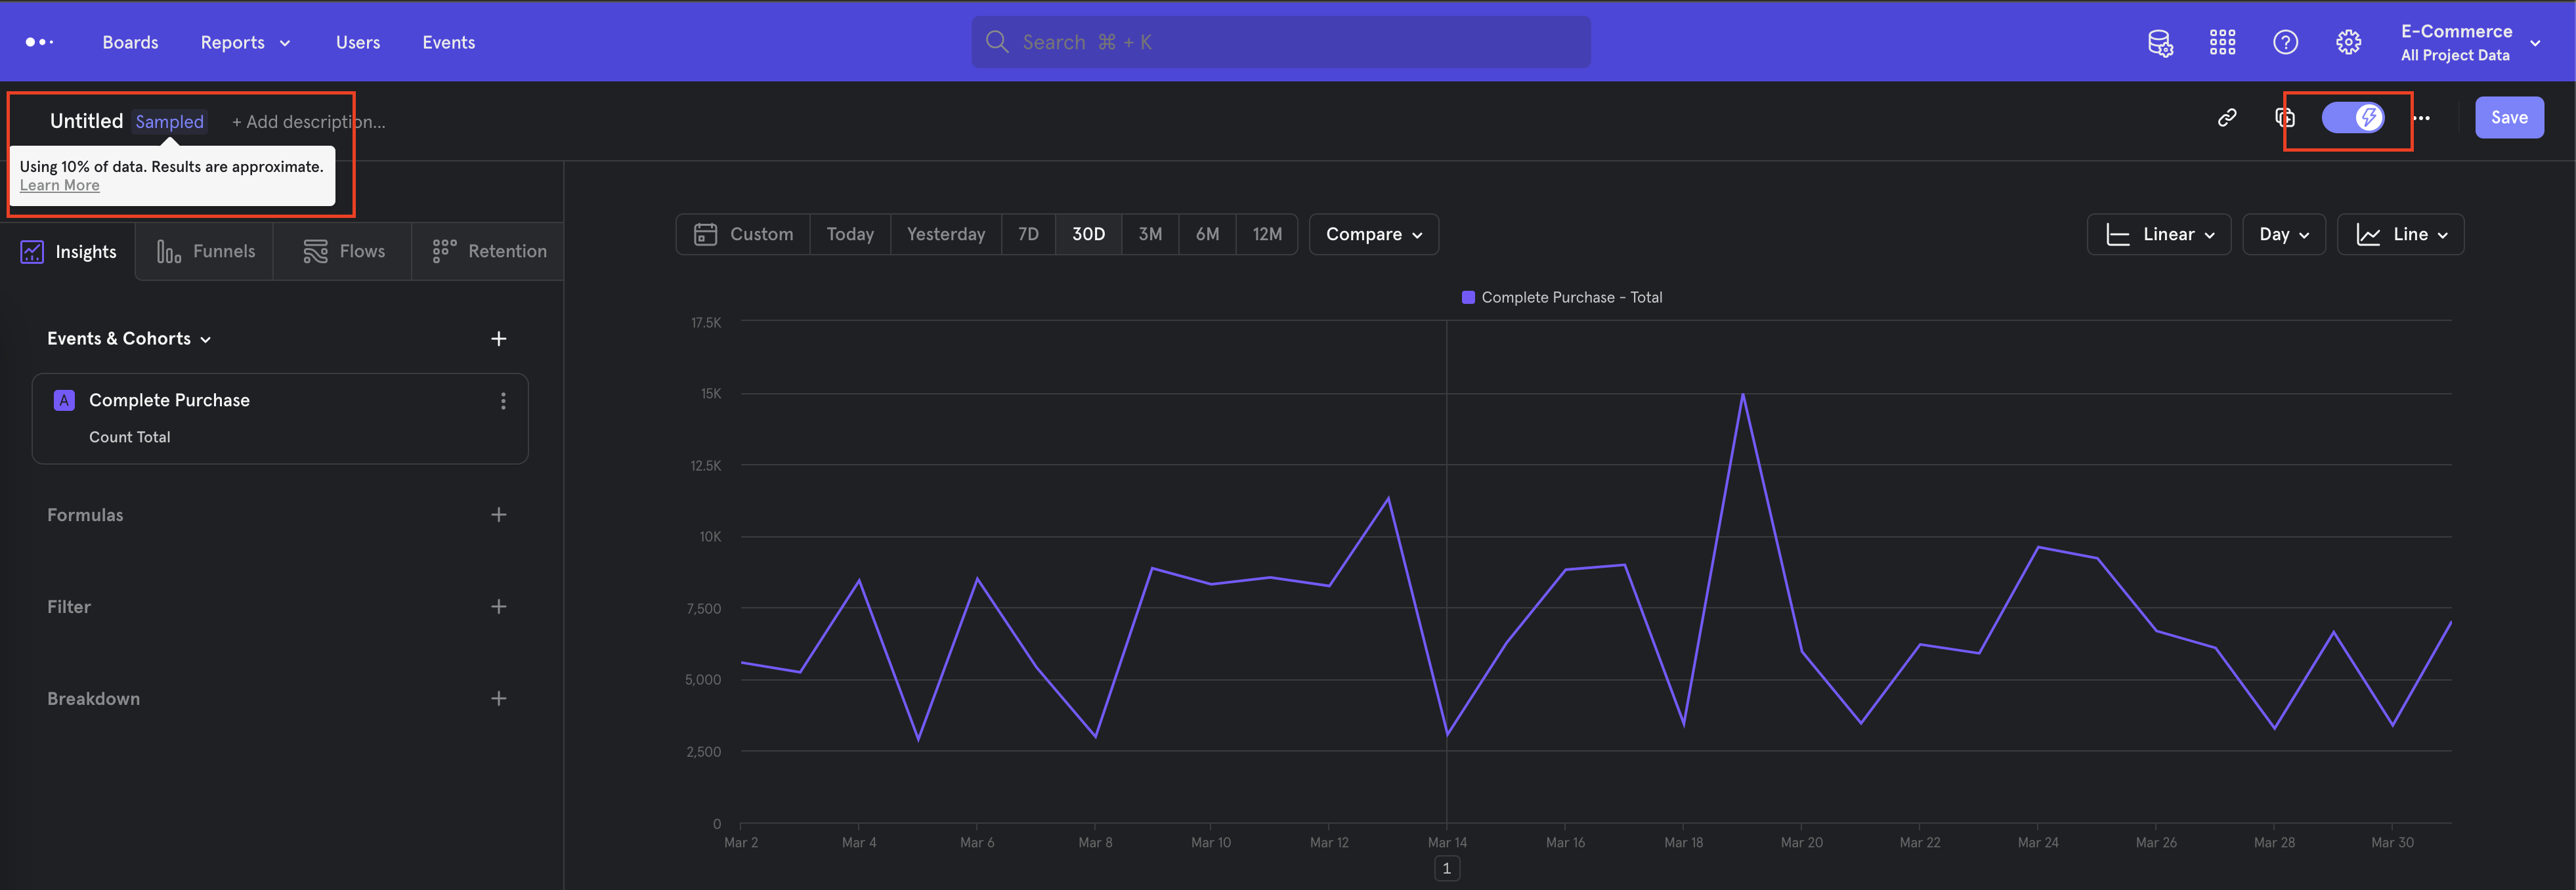 Boards Reports Users Events
Search ⌘ + K
E-Commerce
All Project Data
Untitled Sampled + Add description...
Save
Using 10% of data. Results are approximate.
Learn More
Insights Funnels Flows Retention
Custom Today Yesterday 7D 30D 3M 6M 12M Compare
Linear Day Line
Events & Cohorts
A Complete Purchase
Count Total
Formulas
Filter
Breakdown
Complete Purchase - Total
17.5K
15K
12.5K
10K
7,500
5,000
2,500
0
Mar 2 Mar 4 Mar 6 Mar 8 Mar 10 Mar 12 Mar 14 Mar 16 Mar 18 Mar 20 Mar 22 Mar 24 Mar 26 Mar 28 Mar 30
1